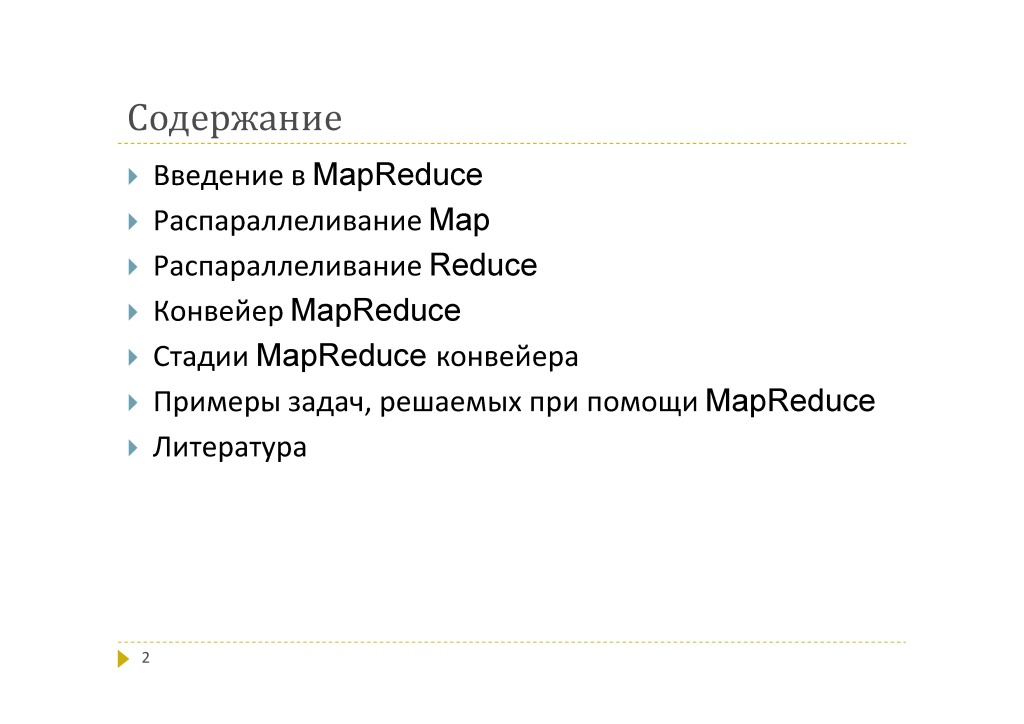 Содержание
Введение в MapReduce
Распараллеливание Map
Распараллеливание Reduce
Конвейер MapReduce
Стадии MapReduce конвейера
Примеры задач, решаемых при помощи MapReduce
Литература
2